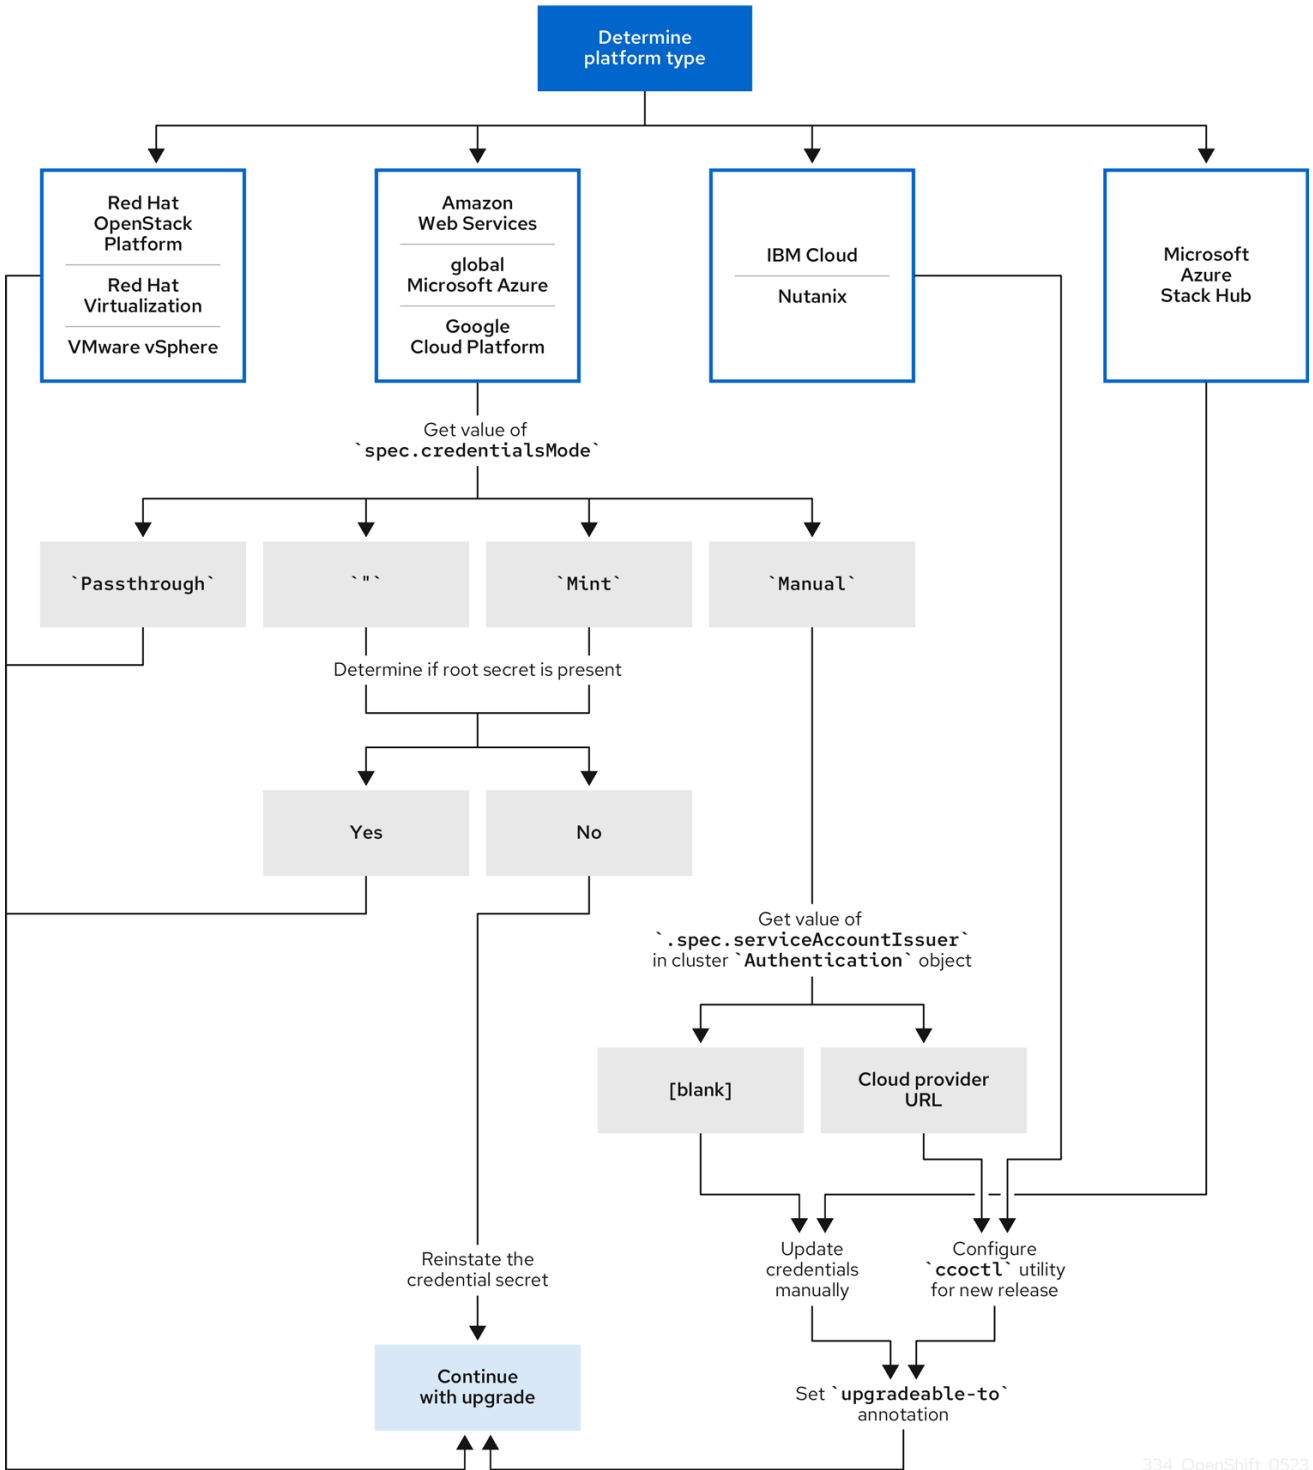 Determine
platform type
Red Hat
OpenStack
Platform
Red Hat
Virtualization
VMware vSphere
Amazon
Web Services
global
Microsoft Azure
Google
Cloud Platform
IBM Cloud
Nutanix
Microsoft
Azure
Stack Hub
Get value of
`spec.credentialsMode`
`Passthrough`
`"`
`Mint`
`Manual`
Determine if root secret is present
Yes
No
Get value of
`.spec.serviceAccountIssuer`
in cluster `Authentication` object
[blank]
Cloud provider
URL
Reinstate the
credential secret
Update
credentials
manually
Configure
`ccoctl` utility
for new release
Continue
with upgrade
Set `upgradeable-to`
annotation
334_OpenShift_0523